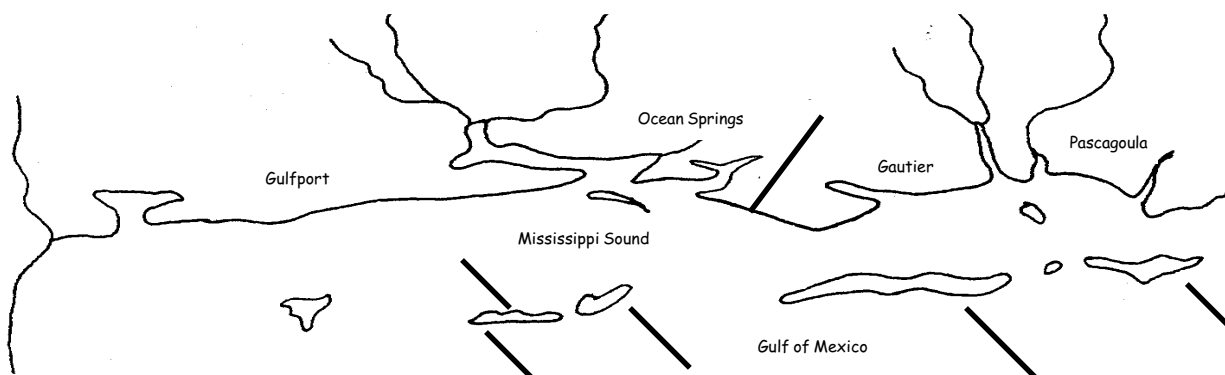 Ocean Springs
Pascagoula
Gautier
Gulfport
Mississippi Sound
Gulf of Mexico